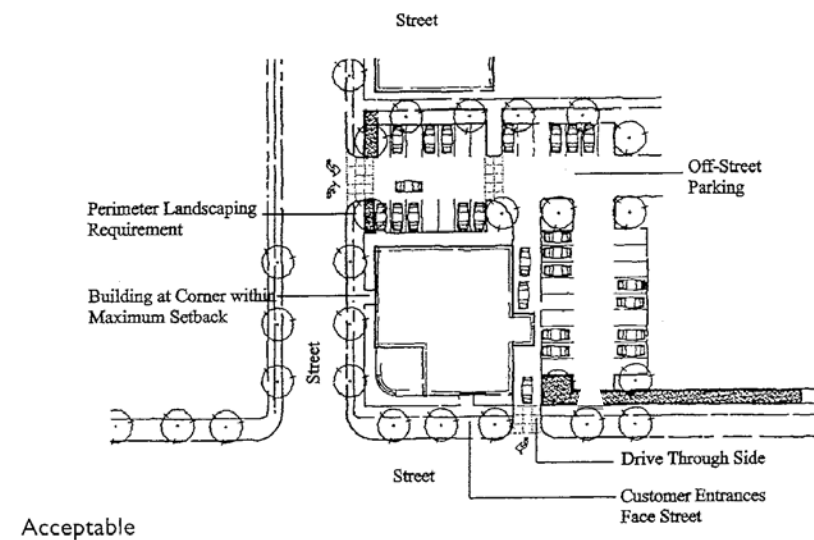 Street
Off-Street
Parking
Perimeter Landscaping
Requirement
Building at Corner within
Maximum Setback
Street
Street
Drive Through Side
Customer Entrances
Face Street
Acceptable